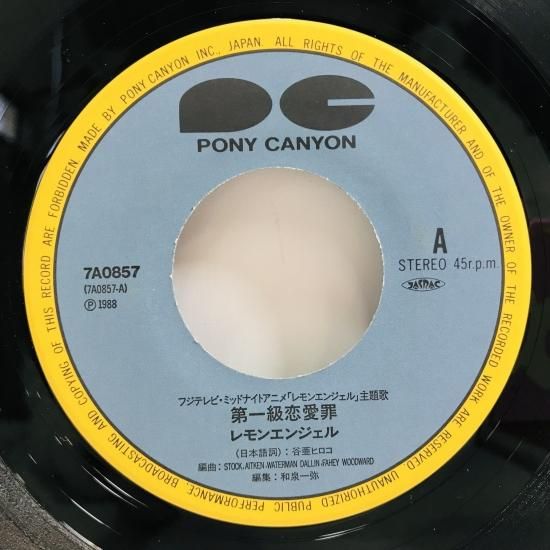 MADE BY PONY CANYON INC., JAPAN. ALL RIGHTS OF THE MANUFACTURER AND OF THE OWNER OF THE RECORDED WORK ARE RESERVED. UNAUTHORIZED PUBLIC PERFORMANCE, BROADCASTING AND COPYING OF THIS RECORD ARE FORBIDDEN.
PC
PONY CANYON
A
STEREO 45r.p.m.
JASRAC
7A0857
(7A0857-A)
Ⓟ 1988
フジテレビ・ミッドナイトアニメ「レモンエンジェル」主題歌
第一級恋愛罪
レモンエンジェル
(日本語詞):谷亜ヒロコ
編曲:STOCK.AITKEN.WATERMAN DALLIN.FAHEY WOODWARD
編集:和泉一弥